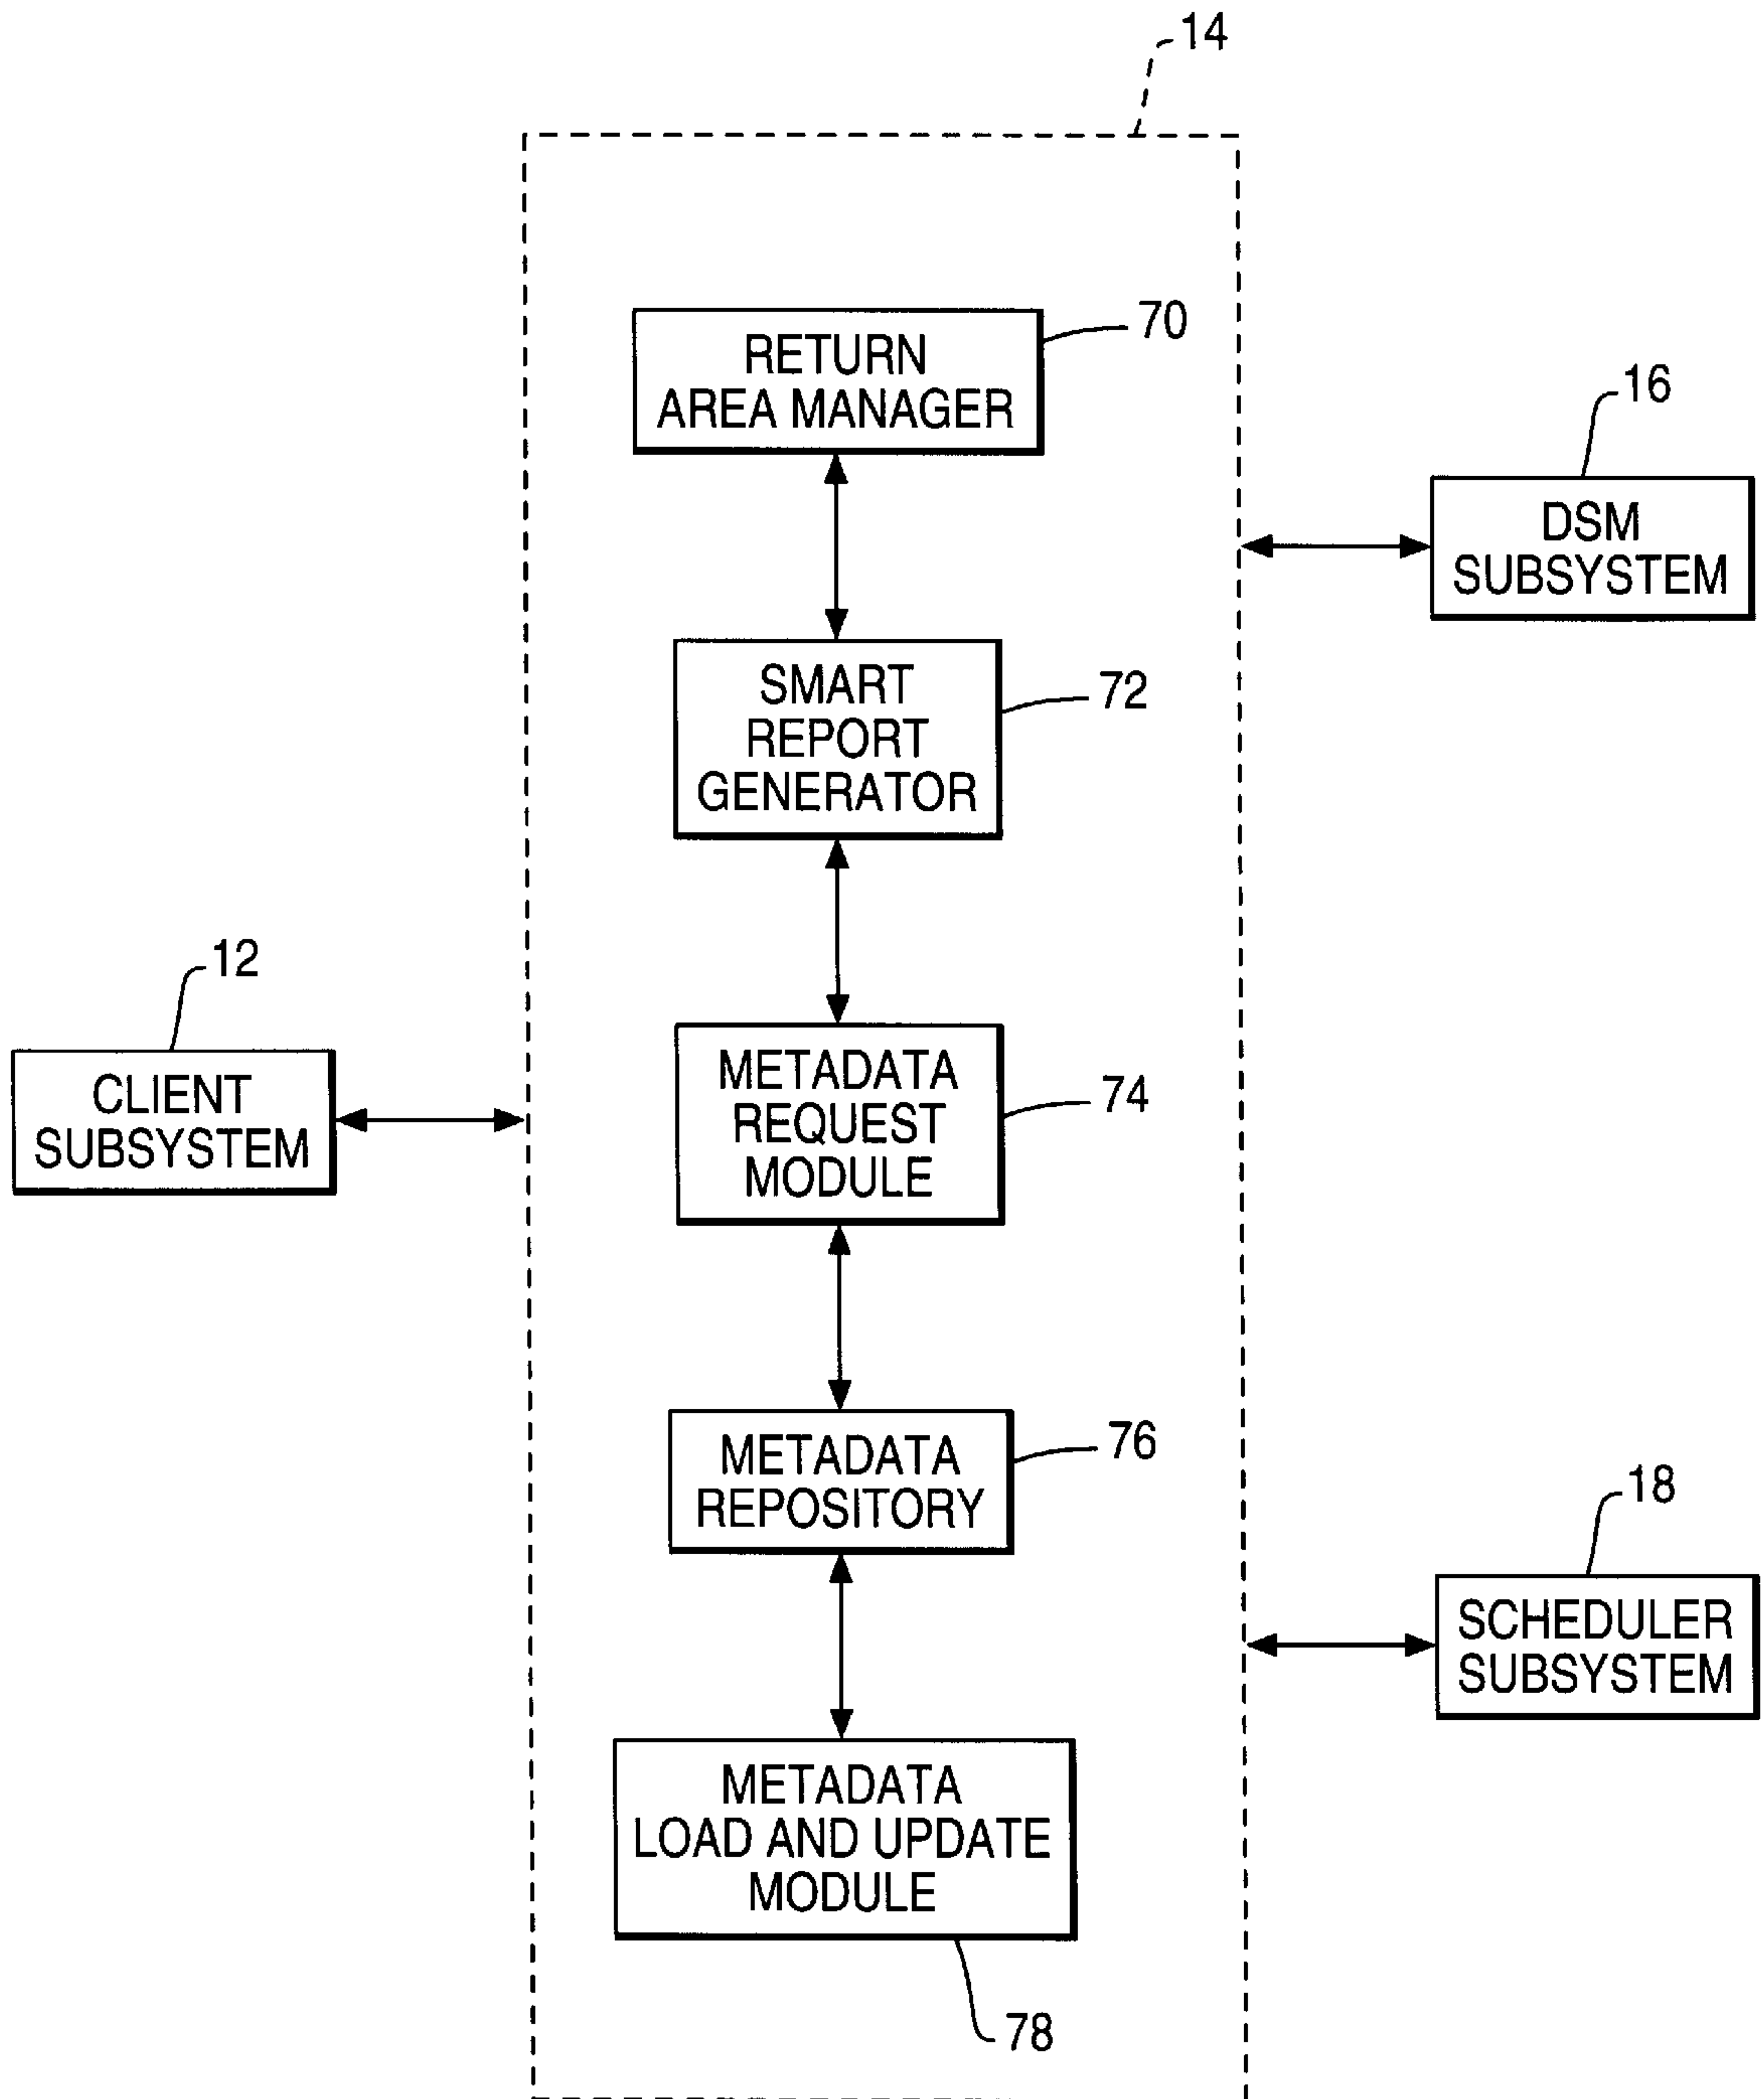 14
RETURN
AREA MANAGER
70
16
DSM
SUBSYSTEM
SMART
REPORT
GENERATOR
72
12
CLIENT
SUBSYSTEM
METADATA
REQUEST
MODULE
74
METADATA
REPOSITORY
76
18
SCHEDULER
SUBSYSTEM
METADATA
LOAD AND UPDATE
MODULE
78